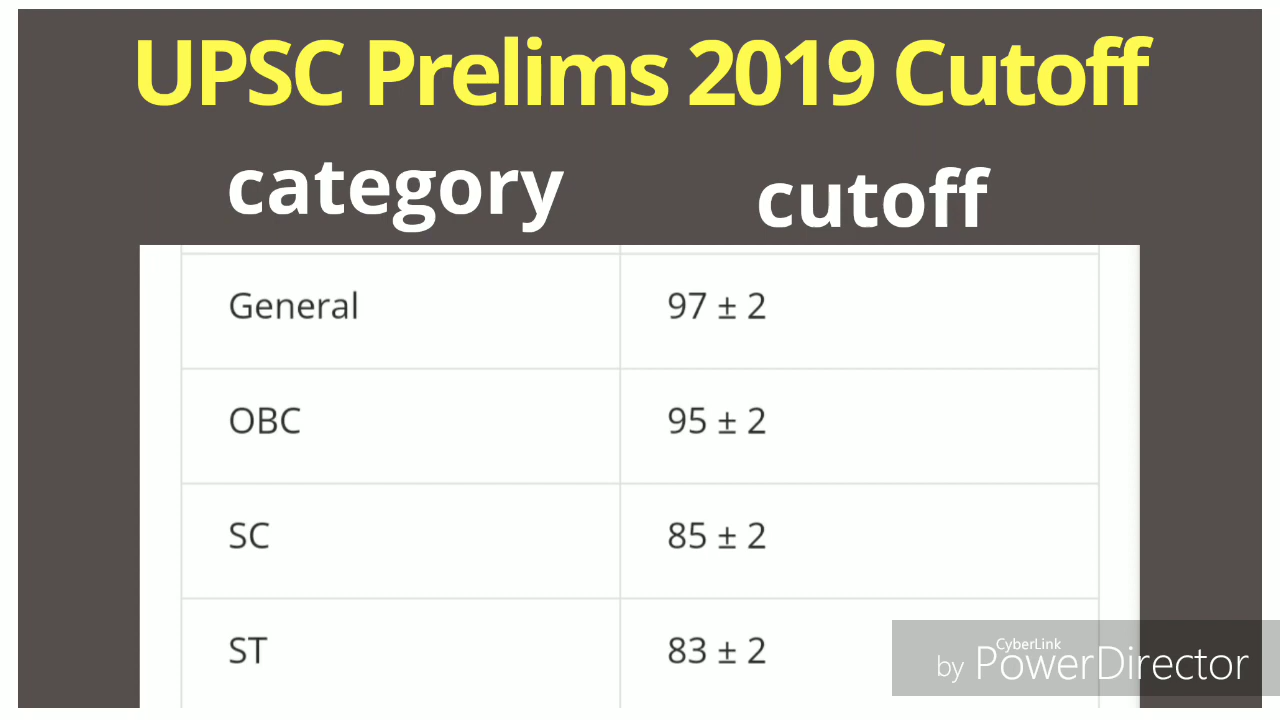 UPSC Prelims 2019 Cutoff
category cutoff
General 97 ± 2
OBC 95 ± 2
SC 85 ± 2
ST 83 ± 2
CyberLink
by PowerDirector